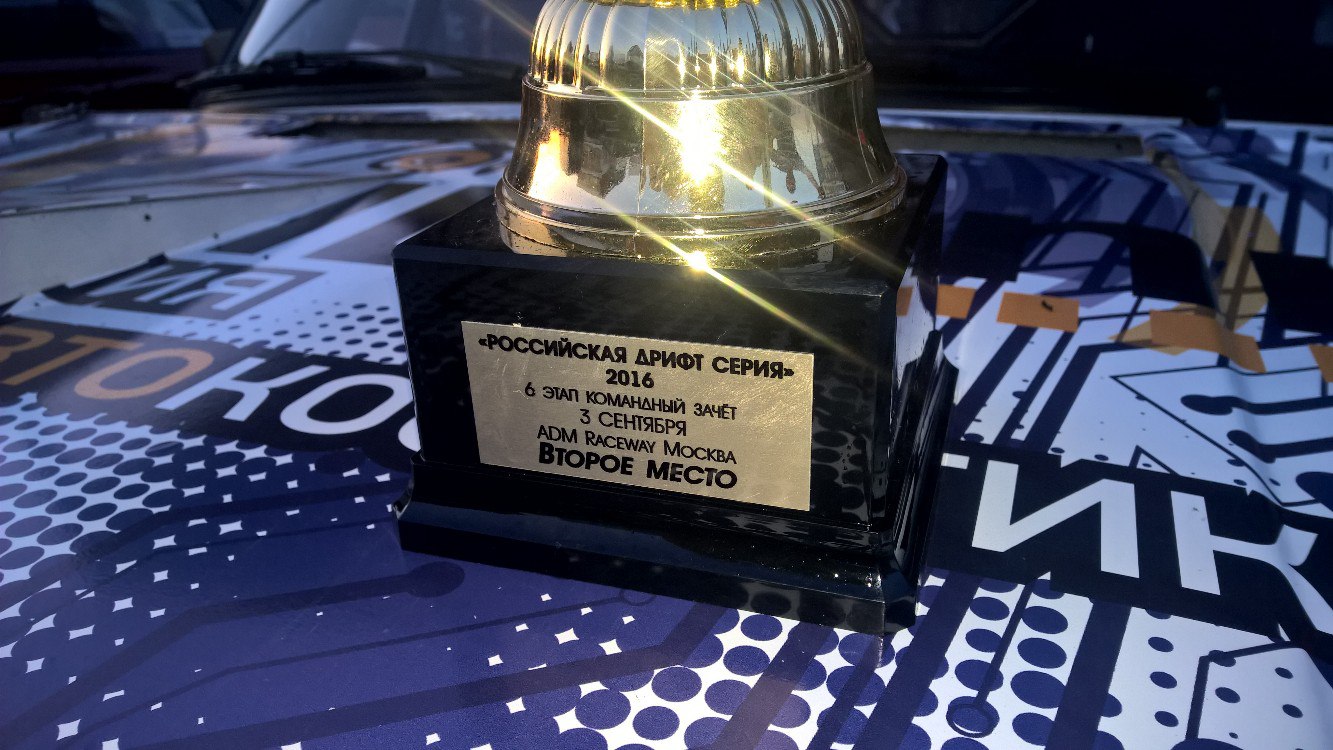 «РОССИЙСКАЯ ДРИФТ СЕРИЯ»
2016
6 ЭТАП КОМАНДНЫЙ ЗАЧЁТ
3 СЕНТЯБРЯ
ADM RACEWAY МОСКВА
ВТОРОЕ МЕСТО